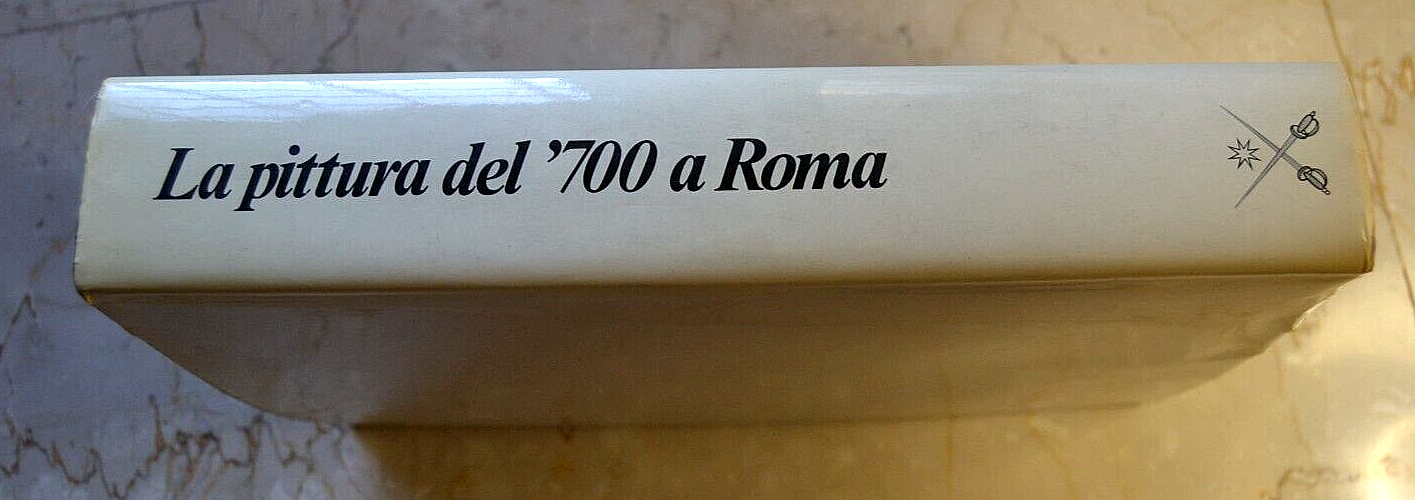 La pittura del ’700 a Roma